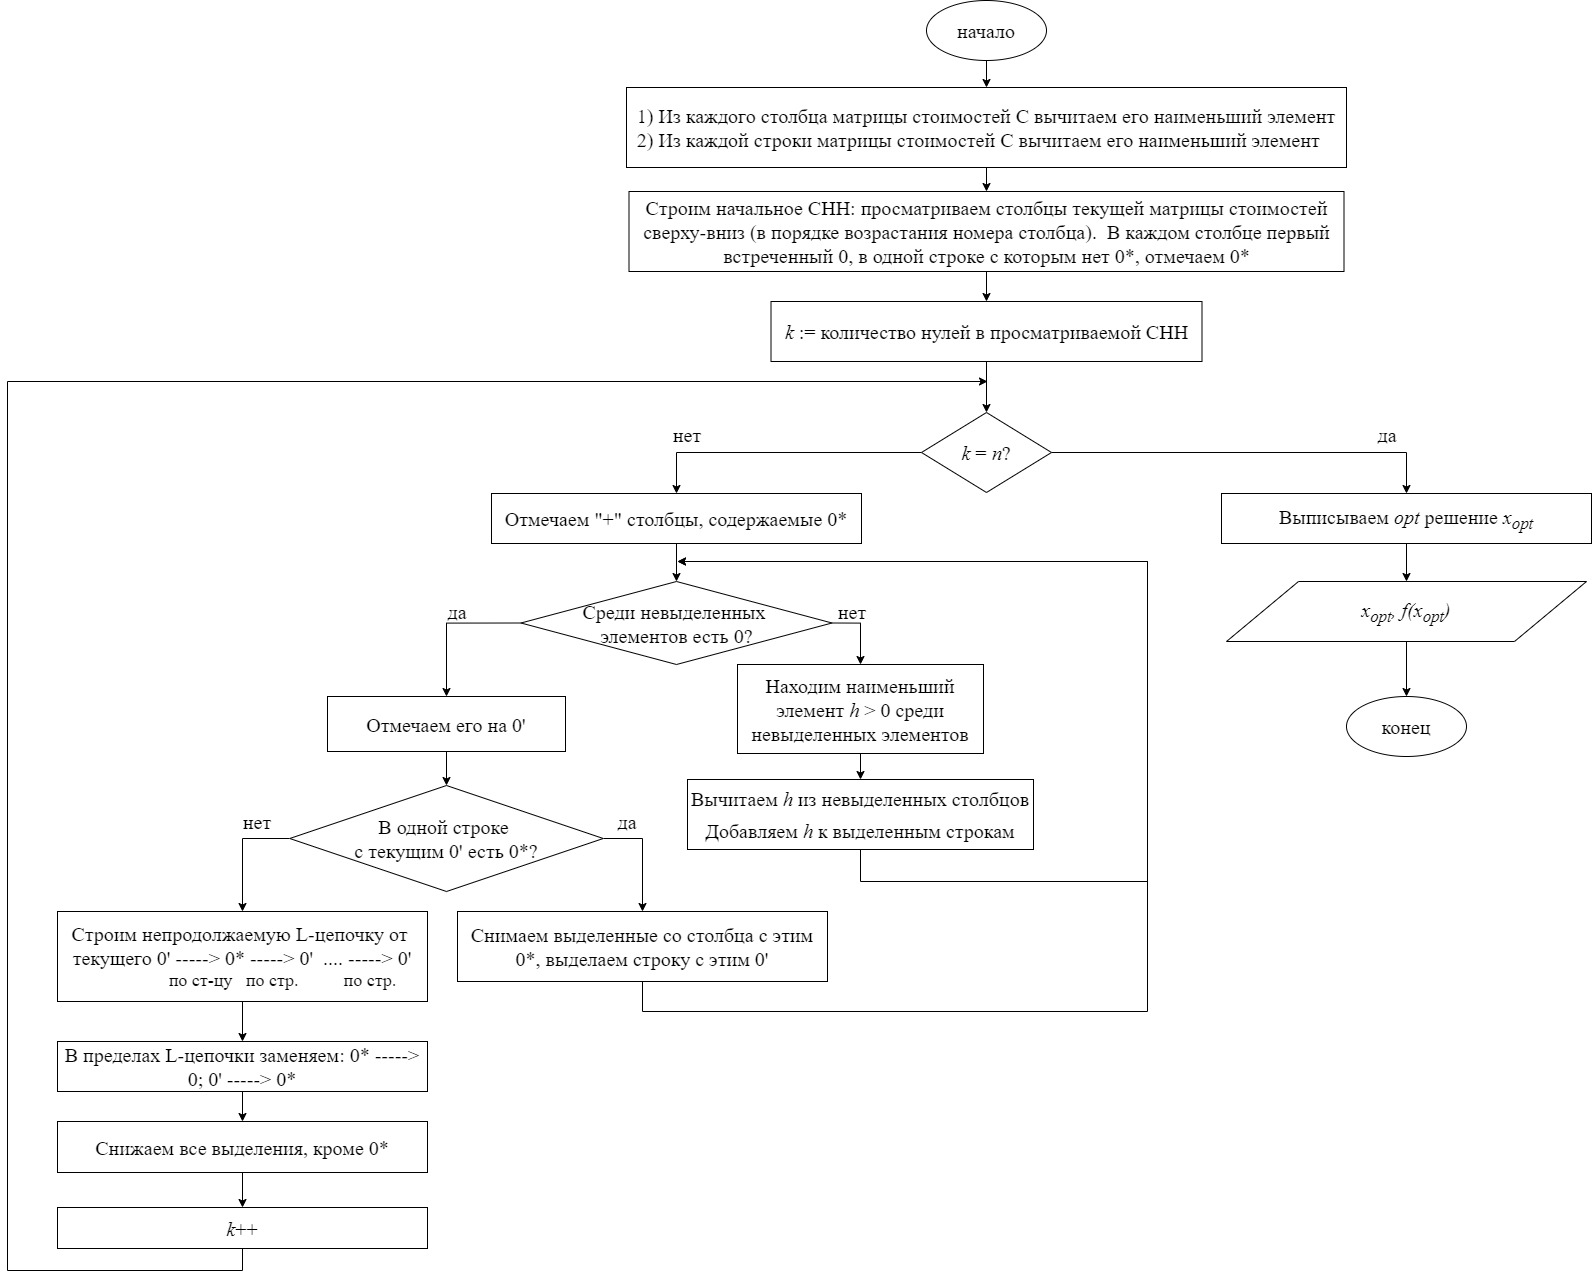 начало
1) Из каждого столбца матрицы стоимостей C вычитаем его наименьший элемент
2) Из каждой строки матрицы стоимостей C вычитаем его наименьший элемент
Строим начальное СНН: просматриваем столбцы текущей матрицы стоимостей
сверху-вниз (в порядке возрастания номера столбца). В каждом столбце первый
встреченный 0, в одной строке с которым нет 0*, отмечаем 0*
k := количество нулей в просматриваемой СНН
k = n?
нет
да
Отмечаем "+" столбцы, содержаемые 0*
Выписываем opt решение xopt
Среди невыделенных
элементов есть 0?
да
нет
xopt, f(xopt)
Находим наименьший
элемент h > 0 среди
невыделенных элементов
Отмечаем его на 0'
конец
Вычитаем h из невыделенных столбцов
Добавляем h к выделенным строкам
В одной строке
с текущим 0' есть 0*?
нет
да
Строим непродолжаемую L-цепочку от
текущего 0' -----> 0* -----> 0' .... -----> 0'
по ст-цу по стр. по стр.
Снимаем выделенные со столбца с этим
0*, выделаем строку с этим 0'
В пределах L-цепочки заменяем: 0* ----->
0; 0' -----> 0*
Снижаем все выделения, кроме 0*
k++